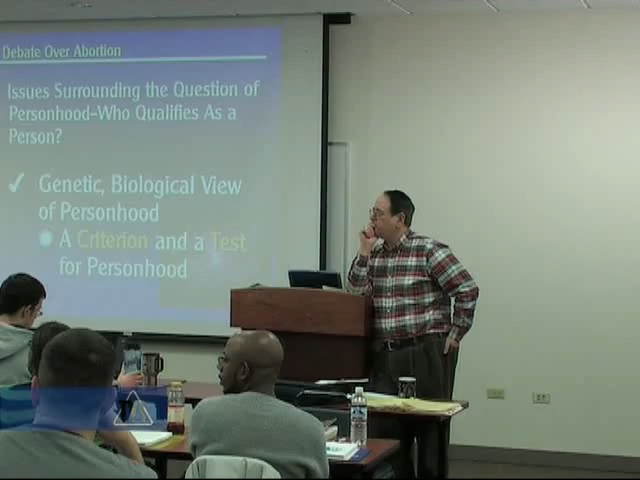 Debate Over Abortion
Issues Surrounding the Question of
Personhood–Who Qualifies As a
Person?
Genetic, Biological View
of Personhood
A Criterion and a Test
for Personhood